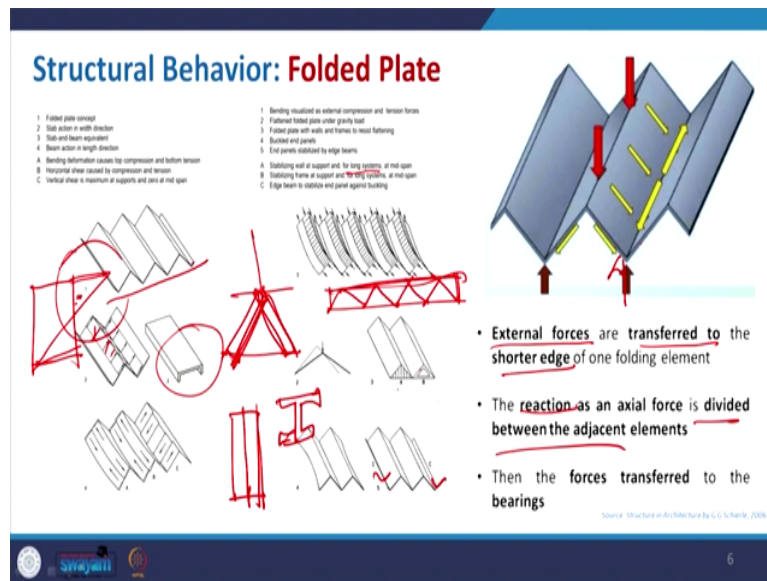 Structural Behavior: Folded Plate
1 Folded plate concept
2 Slab action in width direction
3 Slab-and-beam equivalent
4 Beam action in length direction
A Bending deformation causes top compression and bottom tension
B Horizontal shear caused by compression and tension
C Vertical shear is maximum at supports and zero at mid span
1 Bending visualized as external compression and tension forces
2 Flattened folded plate under gravity load
3 Folded plate with walls and frames to resist flattening
4 Buckled end panels
5 End panels stabilized by edge beams
A Stabilizing wall at support and, for long systems, at mid-span
B Stabilizing frame at support and, for long systems, at mid-span
C Edge beam to stabilize end panel against buckling
• External forces are transferred to the
shorter edge of one folding element
• The reaction as an axial force is divided
between the adjacent elements
• Then the forces transferred to the
bearings
Source: Structure in Architecture by G G Schierle, 2006
swayam
6